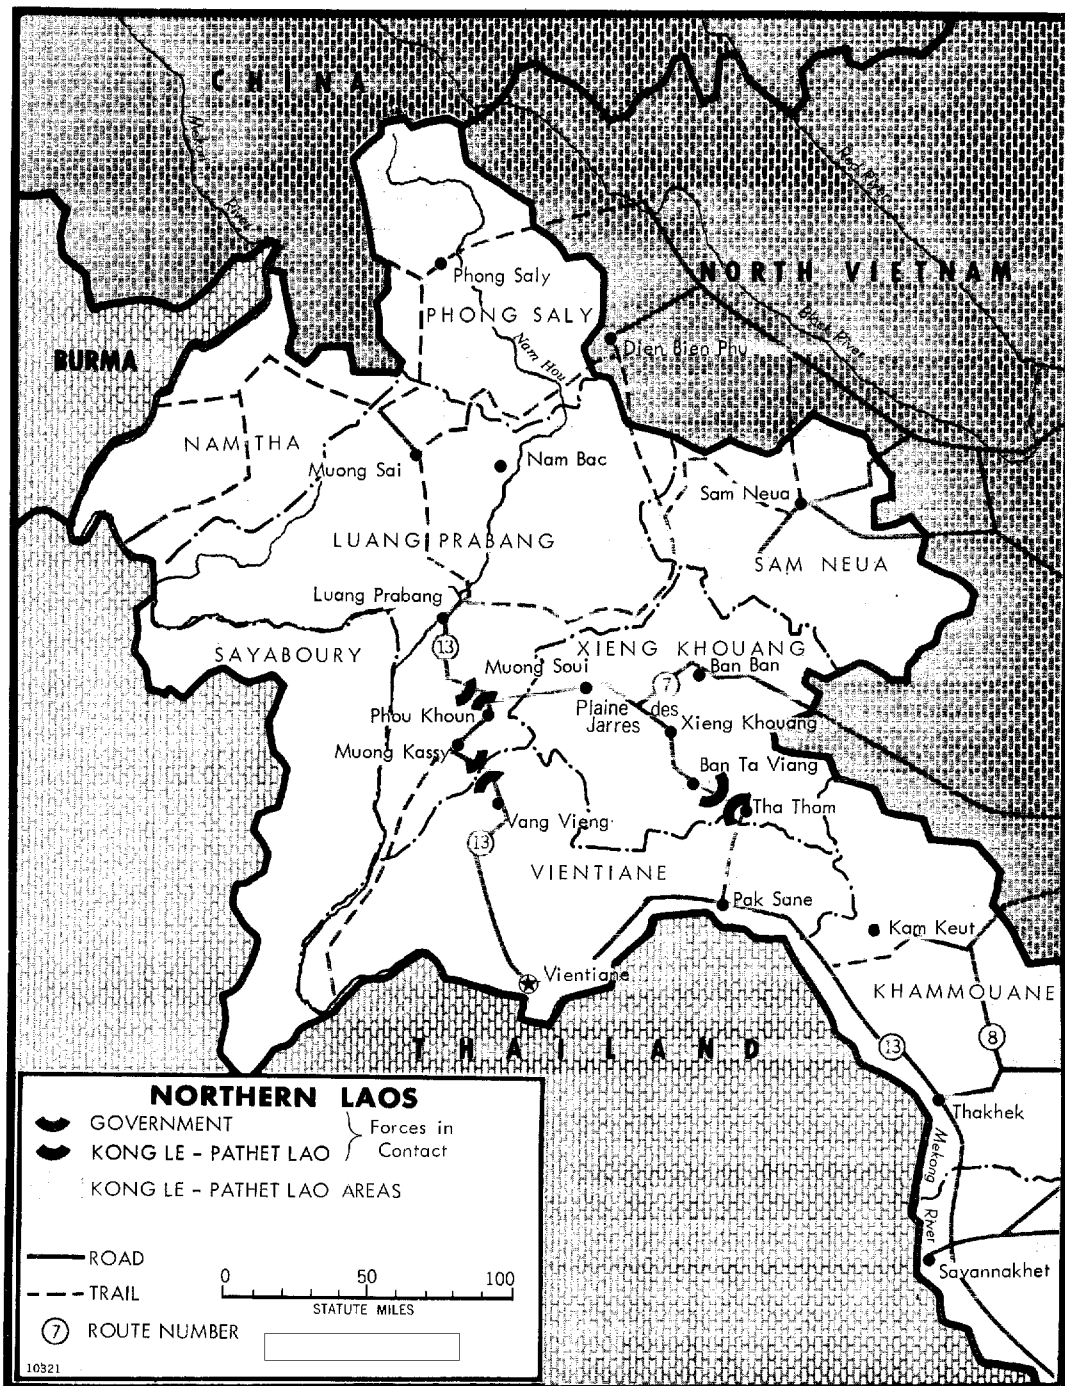 CHINA
Mekong
River
Red River
NORTH VIETNAM
Black River
BURMA
Phong Saly
PHONG SALY
Nam Hou
Dien Bien Phu
NAM THA
Muong Sai
Nam Bac
Sam Neua
LUANG PRABANG
SAM NEUA
Luang Prabang
13
SAYABOURY
XIENG KHOUANG
Muong Soui
Ban Ban
7
Plaine des
Jarres
Phou Khoun
Xieng Khouang
Muong Kassy
Ban Ta Viang
Tha Thom
Vang Vieng
13
VIENTIANE
Pak Sane
Kam Keut
Vientiane
KHAMMOUANE
THAILAND
13
8
Thakhek
Mekong
River
Savannakhet
NORTHERN LAOS
GOVERNMENT
KONG LE - PATHET LAO
Forces in
Contact
KONG LE - PATHET LAO AREAS
ROAD
TRAIL
7 ROUTE NUMBER
0 50 100
STATUTE MILES
10321